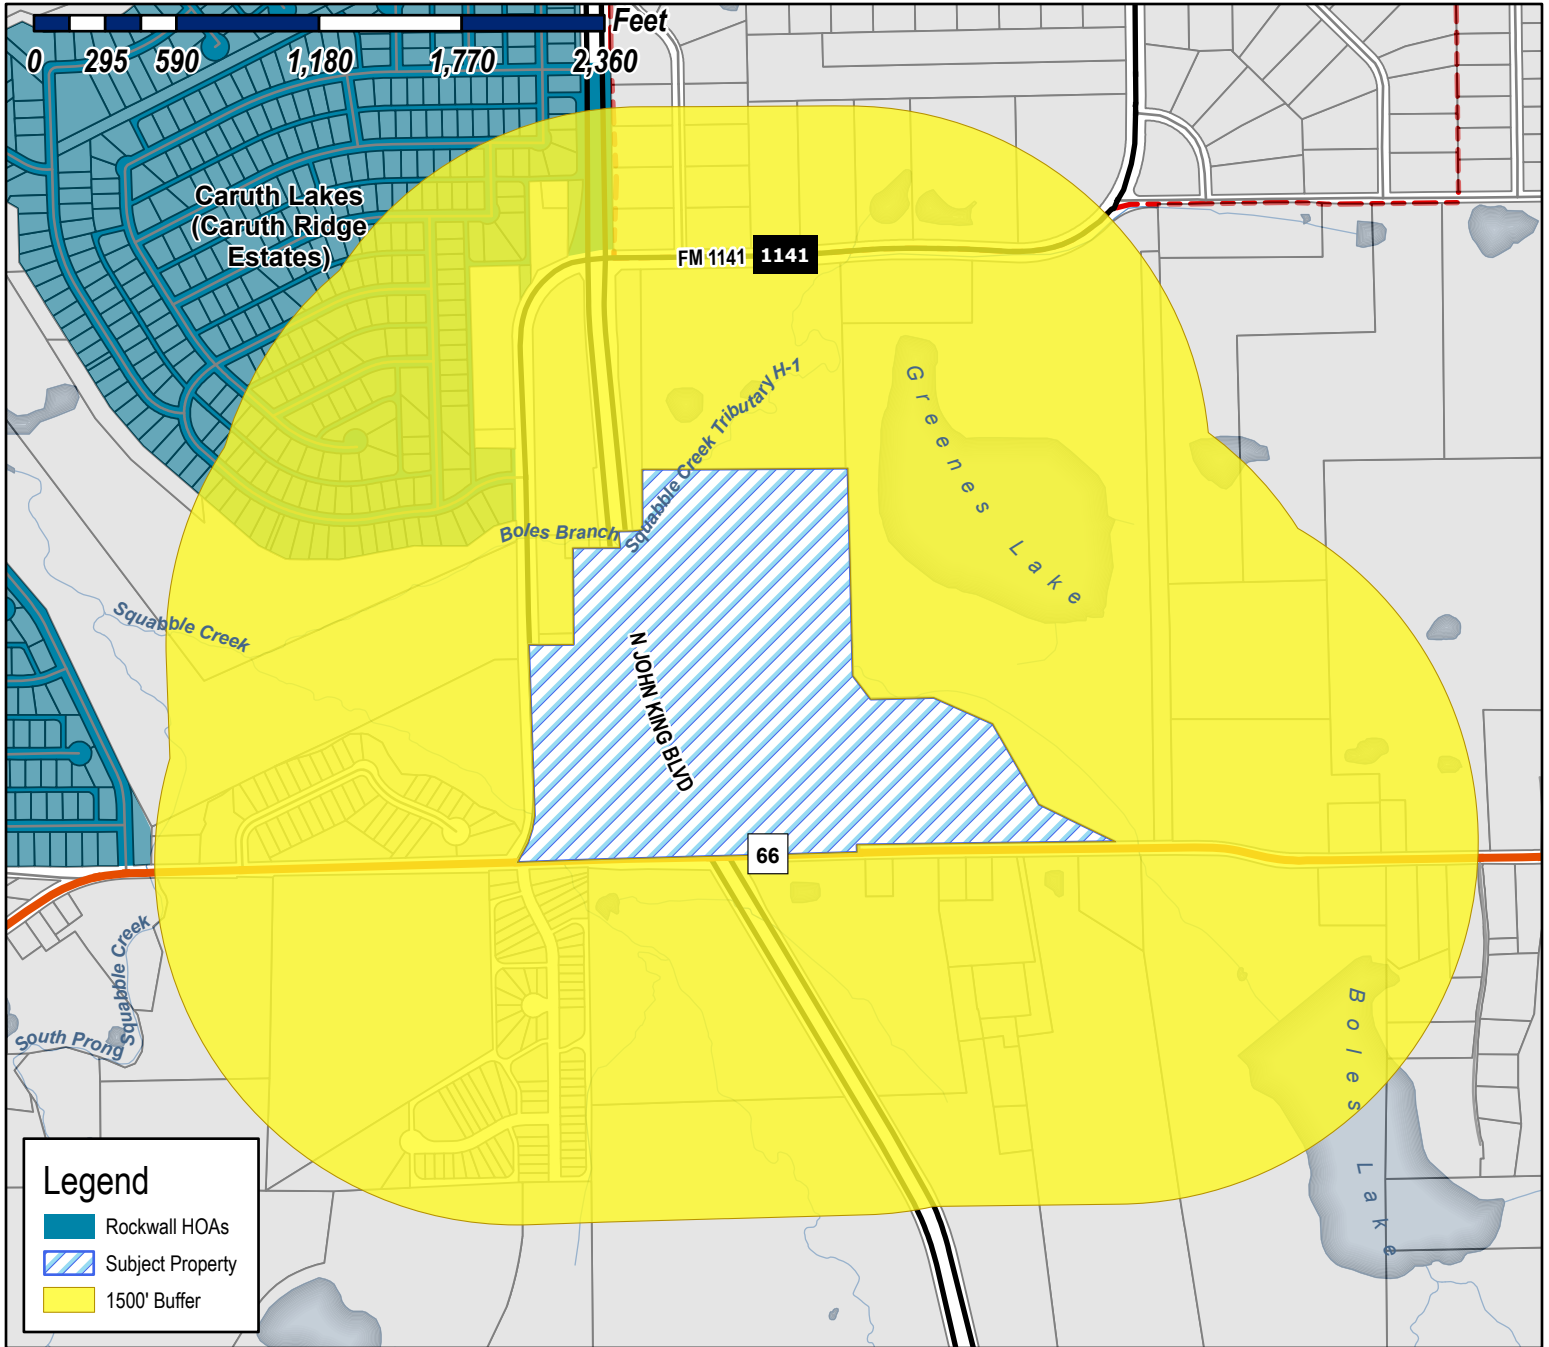 Feet
0 295 590 1,180 1,770 2,360
Caruth Lakes
(Caruth Ridge
Estates)
FM 1141 1141
Greenes Lake
Squabble Creek Tributary H-1
Boles Branch
Squabble Creek
N JOHN KING BLVD
66
Squabble Creek
South Prong
Boles Lake
Legend
Rockwall HOAs
Subject Property
1500' Buffer